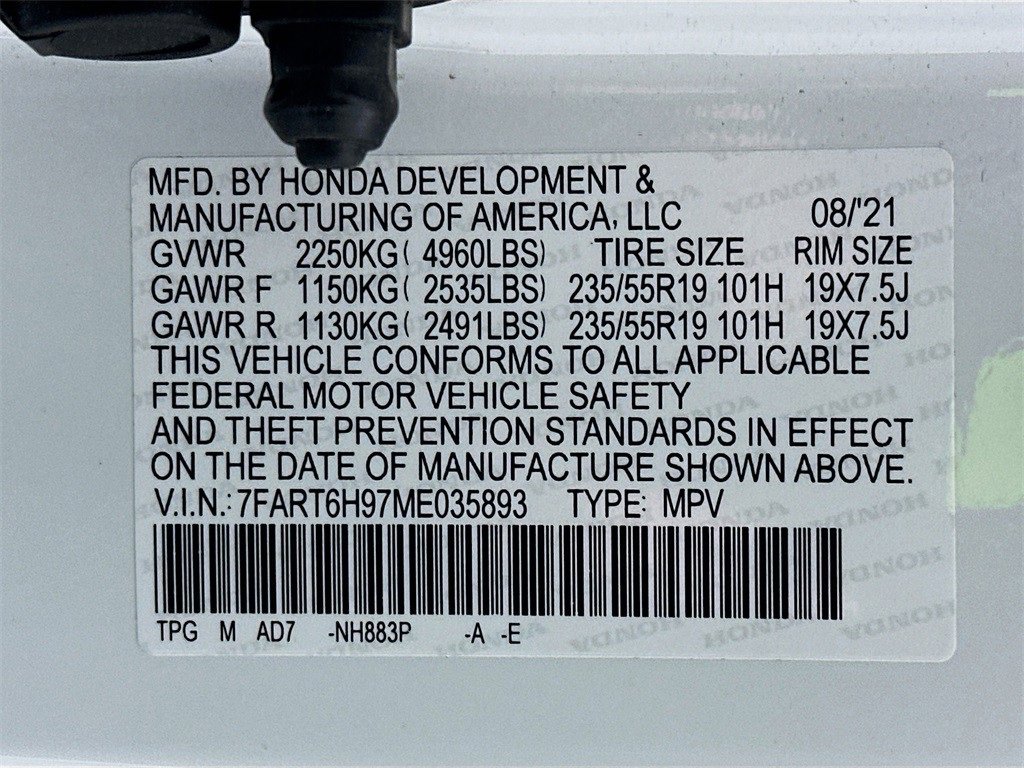 MFD. BY HONDA DEVELOPMENT &
MANUFACTURING OF AMERICA, LLC 08/'21
GVWR 2250KG( 4960LBS) TIRE SIZE RIM SIZE
GAWR F 1150KG( 2535LBS) 235/55R19 101H 19X7.5J
GAWR R 1130KG( 2491LBS) 235/55R19 101H 19X7.5J
THIS VEHICLE CONFORMS TO ALL APPLICABLE
FEDERAL MOTOR VEHICLE SAFETY
AND THEFT PREVENTION STANDARDS IN EFFECT
ON THE DATE OF MANUFACTURE SHOWN ABOVE.
V.I.N.: 7FART6H97ME035893 TYPE: MPV
TPG M AD7 -NH883P -A -E